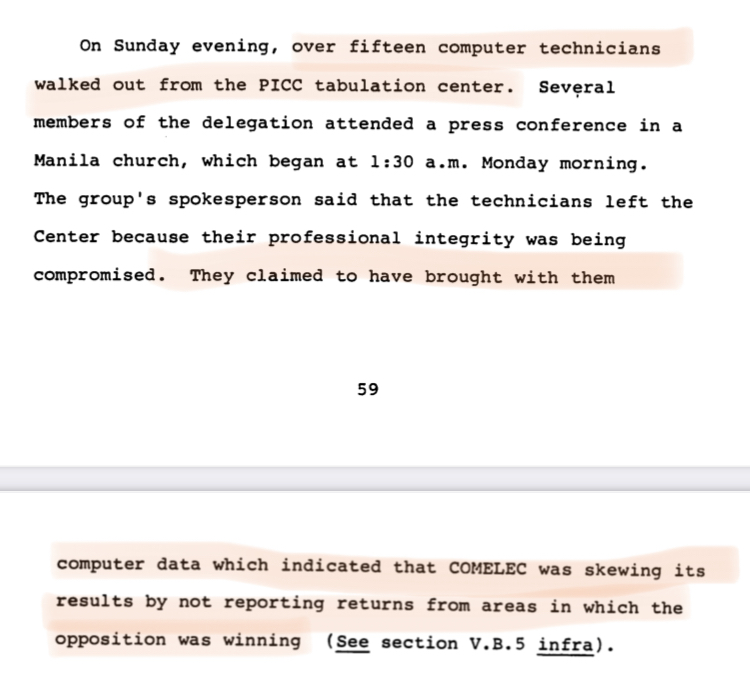 On Sunday evening, over fifteen computer technicians
walked out from the PICC tabulation center. Several
members of the delegation attended a press conference in a
Manila church, which began at 1:30 a.m. Monday morning.
The group's spokesperson said that the technicians left the
Center because their professional integrity was being
compromised. They claimed to have brought with them
59
computer data which indicated that COMELEC was skewing its
results by not reporting returns from areas in which the
opposition was winning (See section V.B.5 infra).